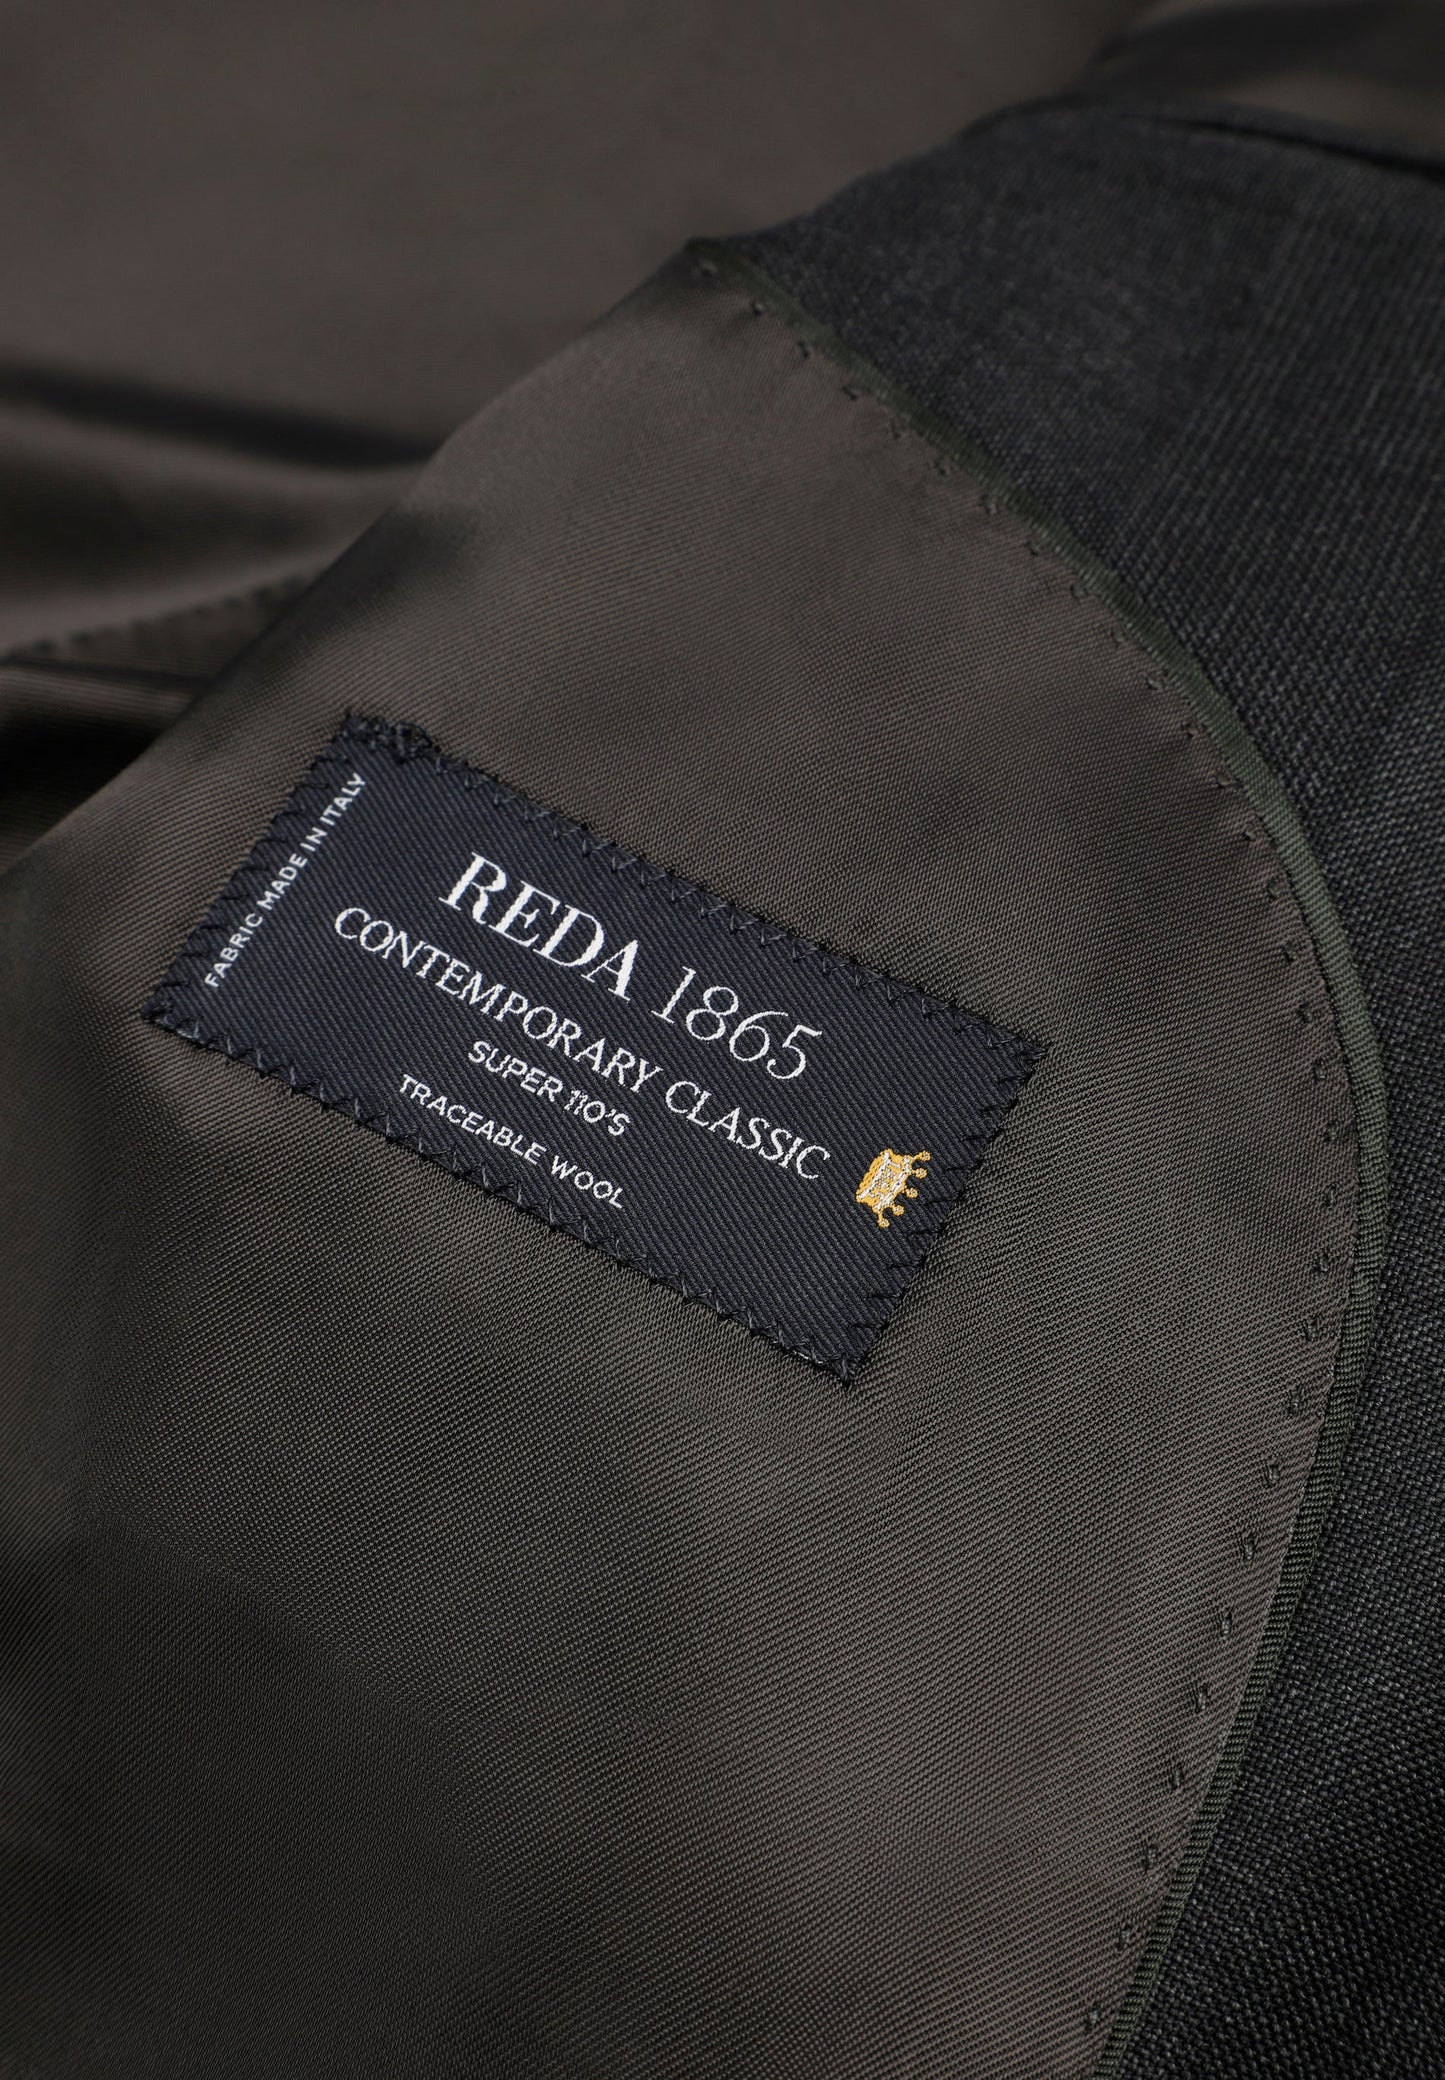 FABRIC MADE IN ITALY
REDA 1865
CONTEMPORARY CLASSIC
SUPER 110'S
TRACEABLE WOOL